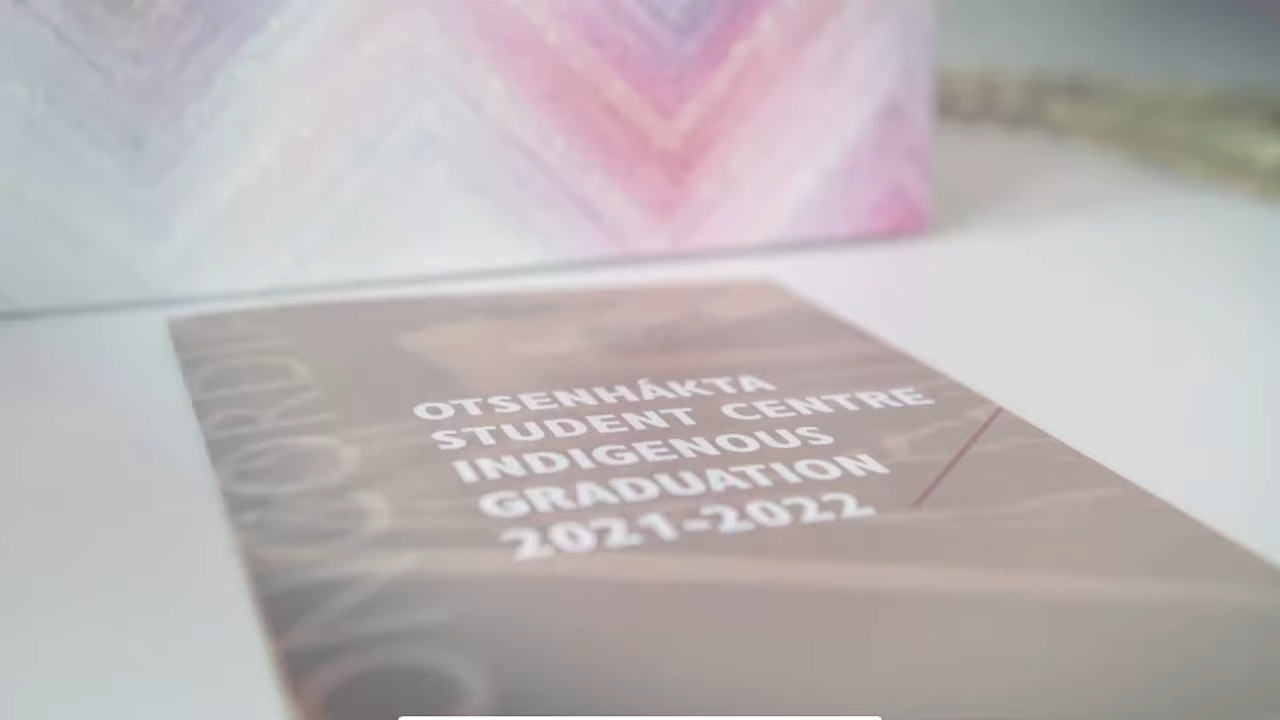 OTSENHÁKTA
STUDENT CENTRE
INDIGENOUS
GRADUATION
2021-2022